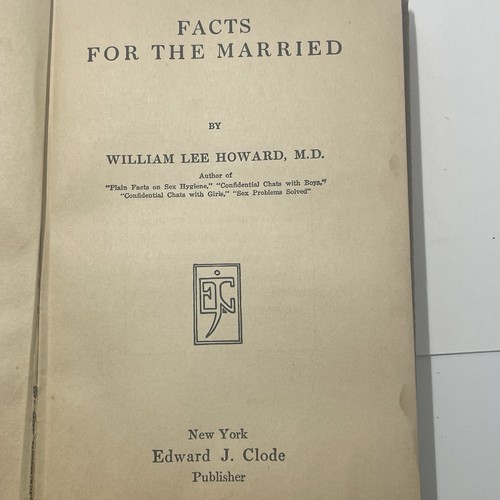 FACTS
FOR THE MARRIED
BY
WILLIAM LEE HOWARD, M.D.
Author of
"Plain Facts on Sex Hygiene," "Confidential Chats with Boys,"
"Confidential Chats with Girls," "Sex Problems Solved"
EJC
New York
Edward J. Clode
Publisher